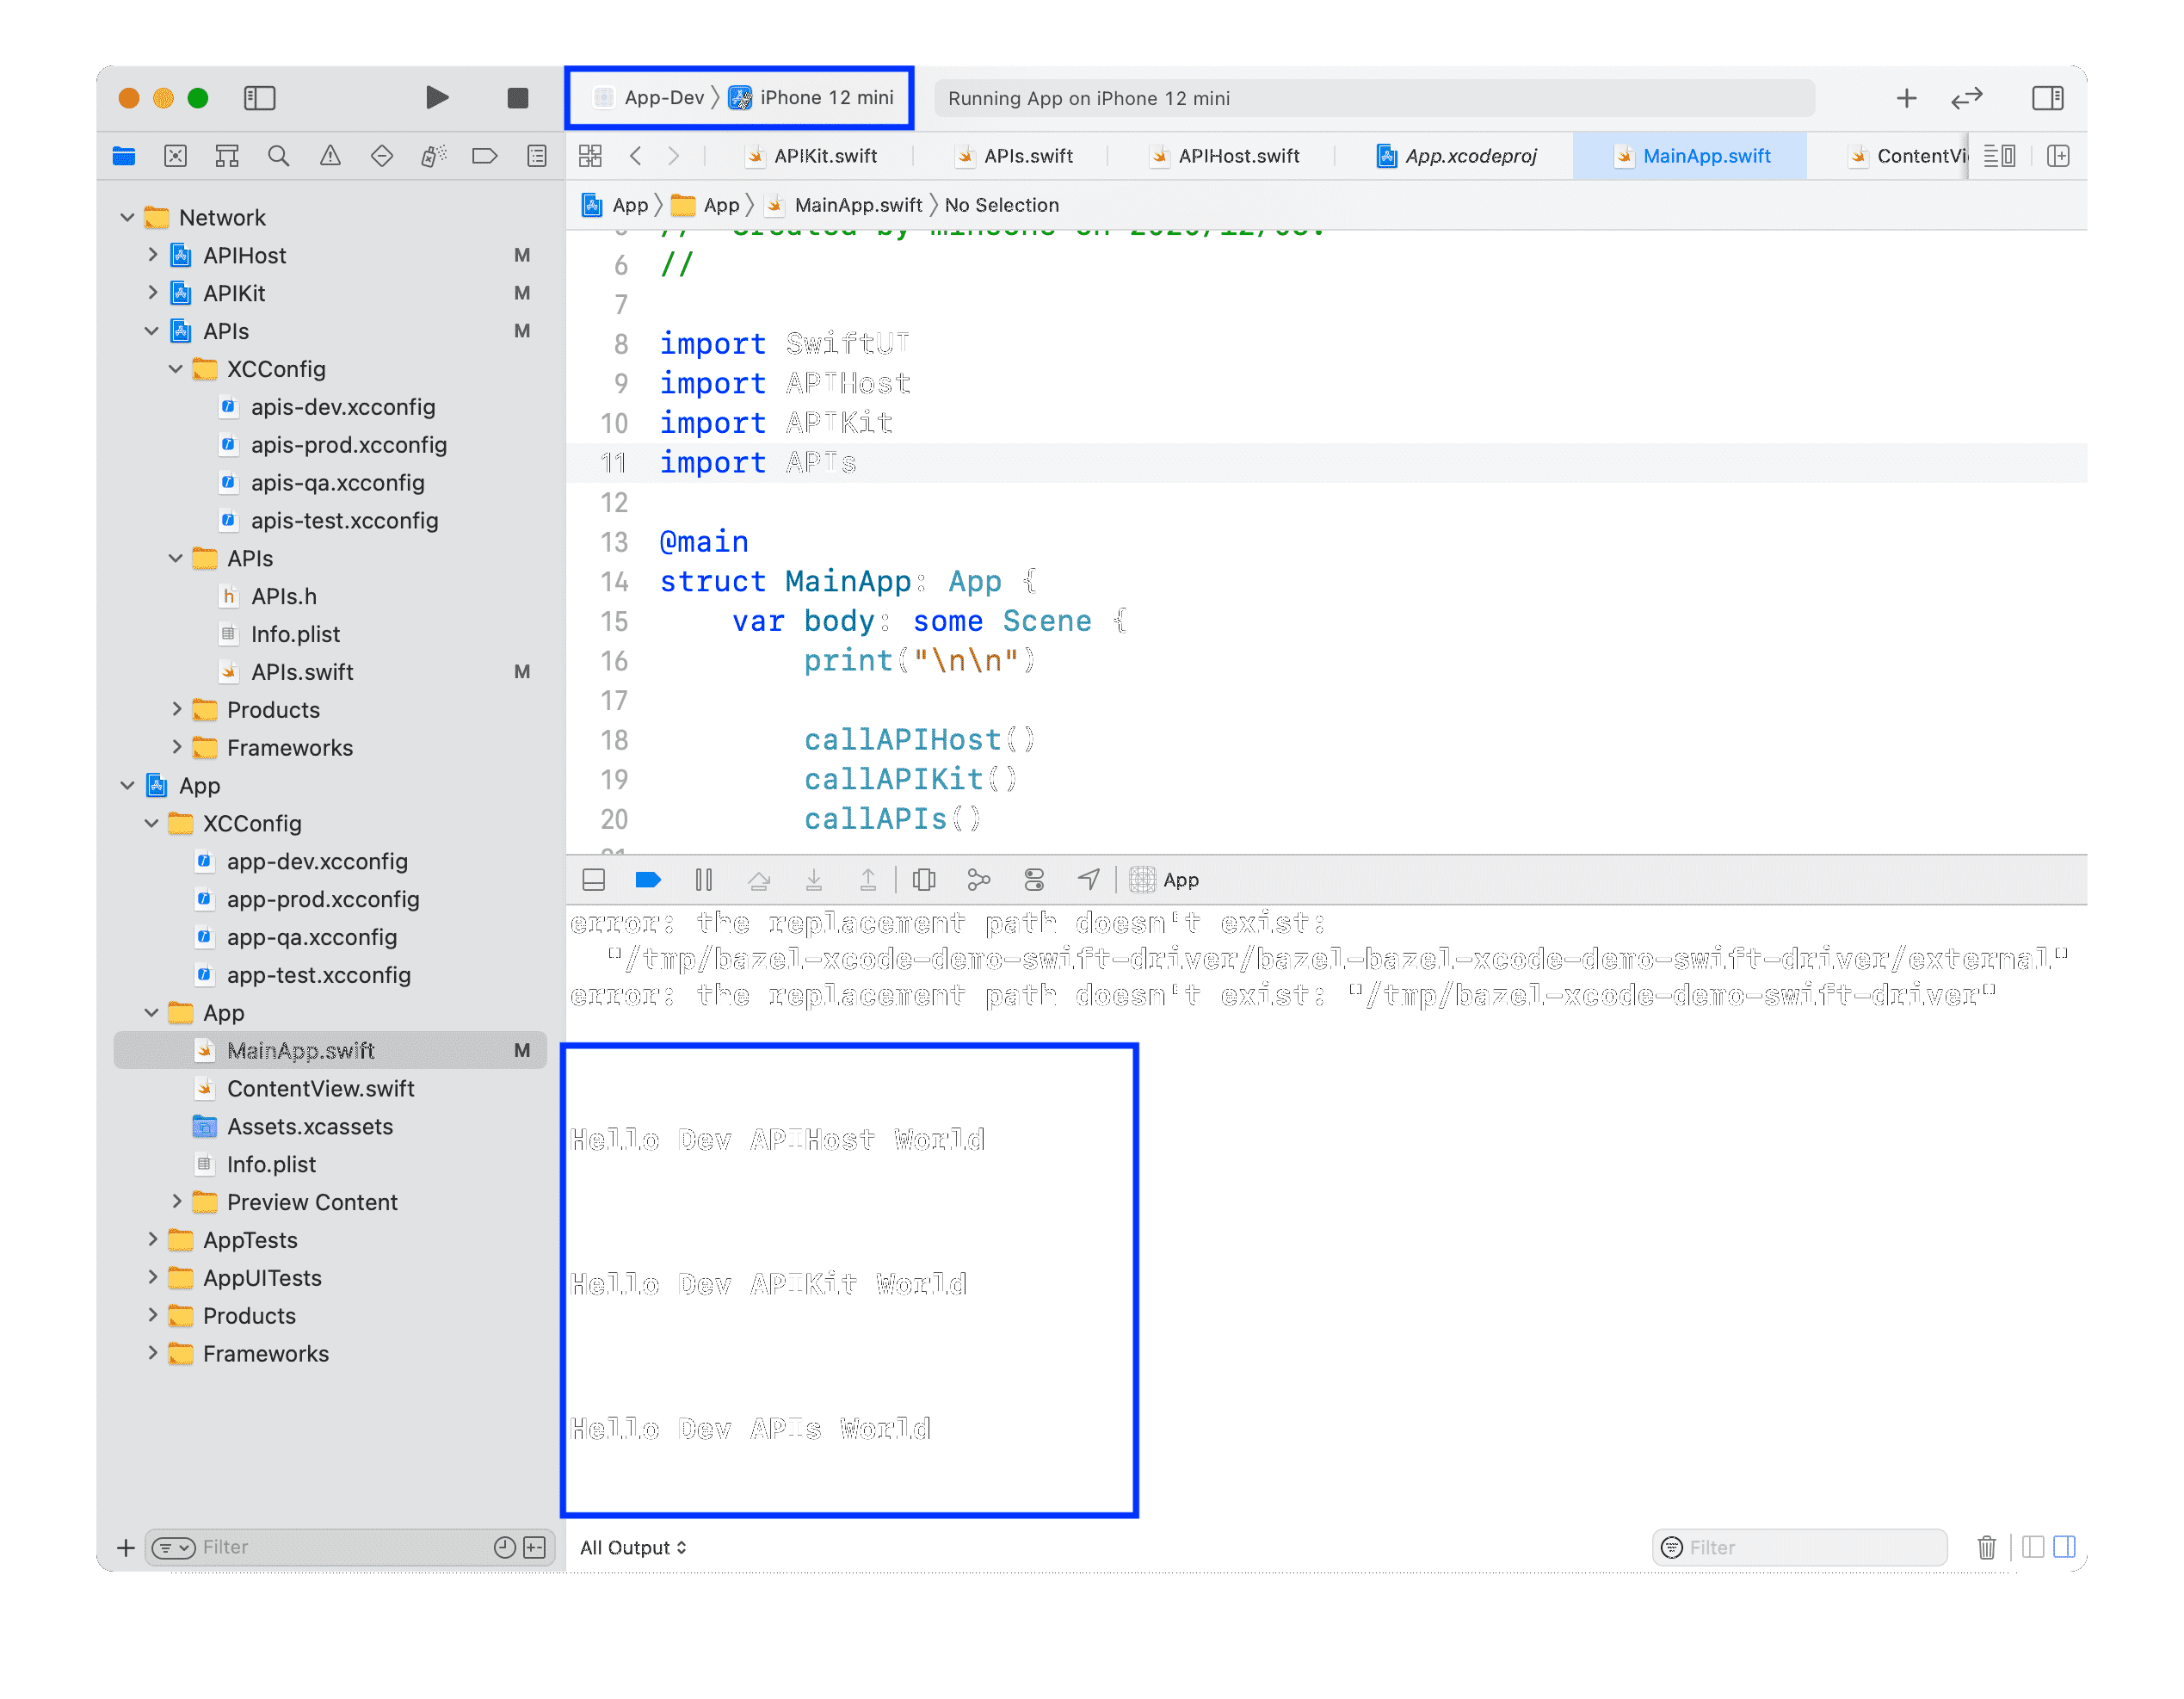 App-Dev iPhone 12 mini
Running App on iPhone 12 mini
APIKit.swift
APIs.swift
APIHost.swift
App.xcodeproj
MainApp.swift
App App MainApp.swift No Selection
Network
APIHost M
APIKit M
APIs M
XCConfig
apis-dev.xcconfig
apis-prod.xcconfig
apis-qa.xcconfig
apis-test.xcconfig
APIs
APIs.h
Info.plist
APIs.swift M
Products
Frameworks
App
XCConfig
app-dev.xcconfig
app-prod.xcconfig
app-qa.xcconfig
app-test.xcconfig
App
MainApp.swift M
ContentView.swift
Assets.xcassets
Info.plist
Preview Content
AppTests
AppUITests
Products
Frameworks
Filter
6 //
7
8 import SwiftUI
9 import APIHost
10 import APIKit
11 import APIs
12
13 @main
14 struct MainApp: App {
15 var body: some Scene {
16 print("\n\n")
17
18 callAPIHost()
19 callAPIKit()
20 callAPIs()
App
error: the replacement path doesn't exist:
"/tmp/bazel-xcode-demo-swift-driver/bazel-bazel-xcode-demo-swift-driver/external"
error: the replacement path doesn't exist: "/tmp/bazel-xcode-demo-swift-driver"
Hello Dev APIHost World
Hello Dev APIKit World
Hello Dev APIs World
All Output
Filter